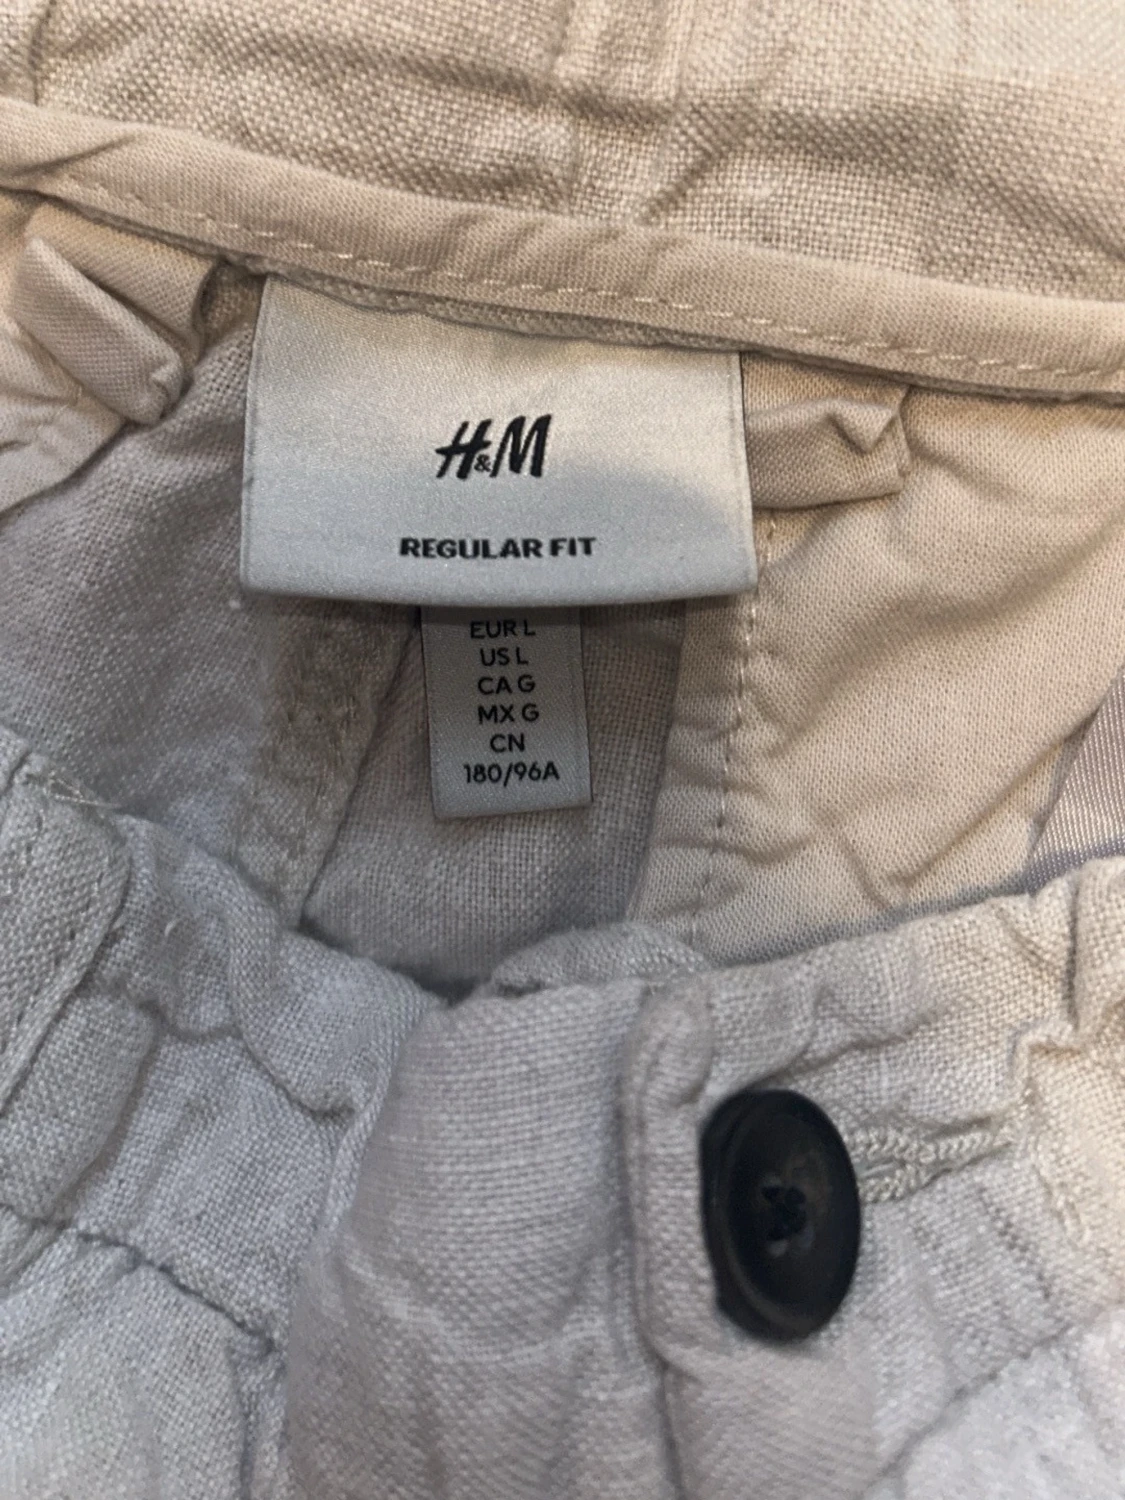 H&M
REGULAR FIT
EUR L
US L
CA G
MX G
CN
180/96A